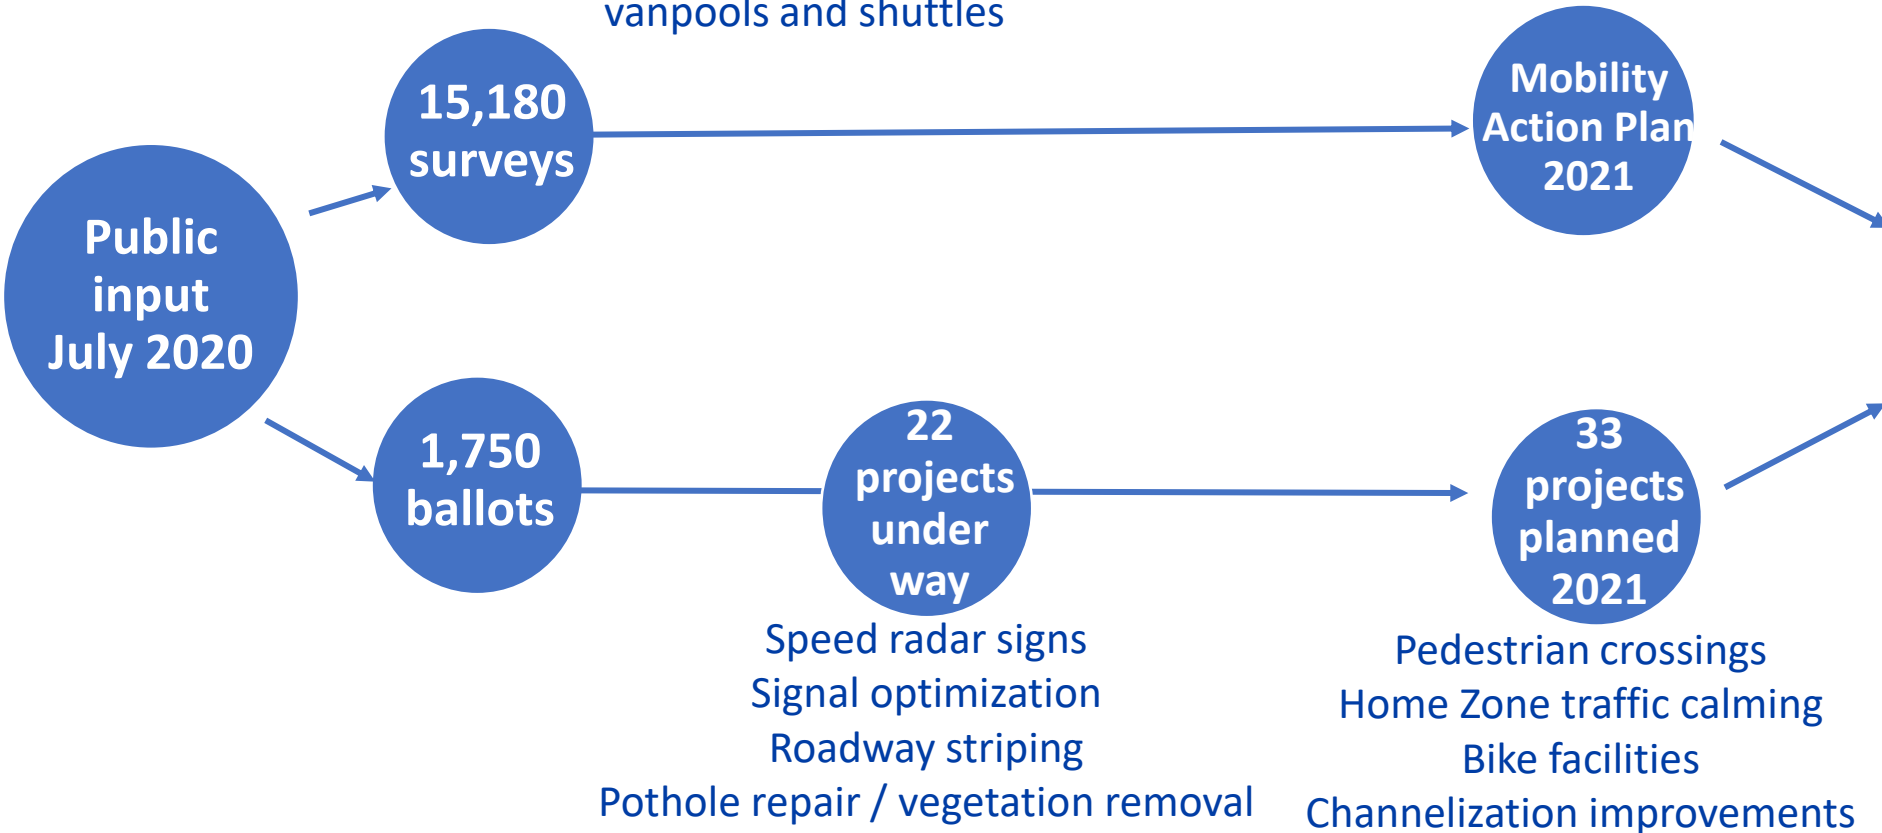 vanpools and shuttles
15,180
surveys
Mobility
Action Plan
2021
Public
input
July 2020
1,750
ballots
22
projects
under
way
33
projects
planned
2021
Speed radar signs
Signal optimization
Roadway striping
Pothole repair / vegetation removal
Pedestrian crossings
Home Zone traffic calming
Bike facilities
Channelization improvements